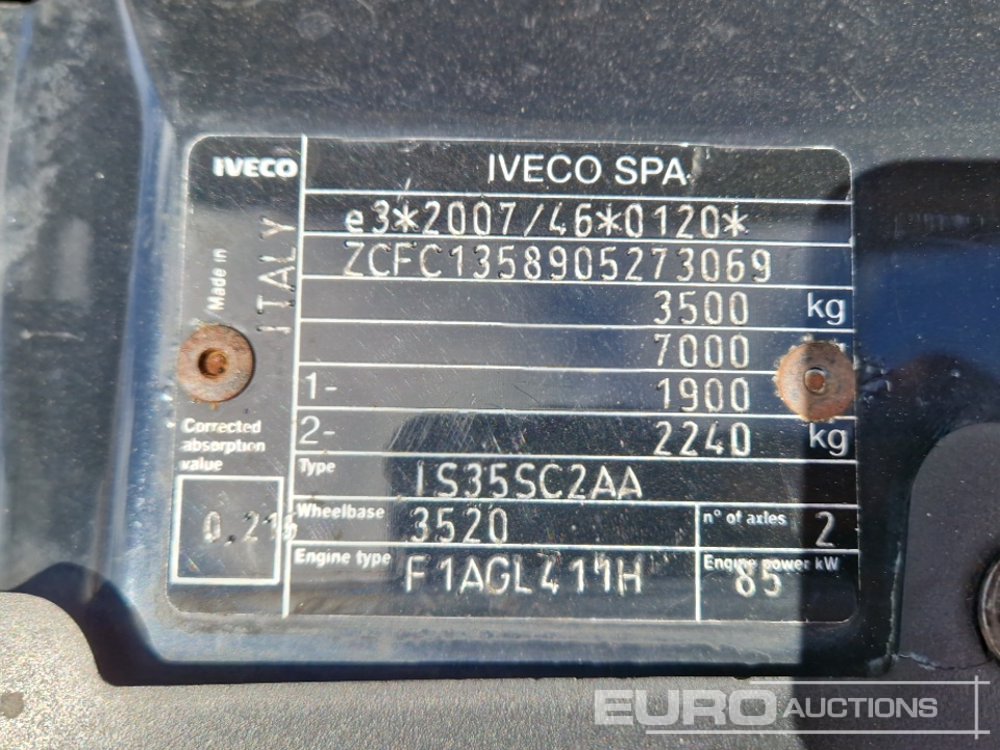 IVECO
IVECO SPA
Made in
ITALY
e3*2007/46*0120*
ZCFC1358905273069
3500 kg
7000
1- 1900
2- 2240 kg
Corrected
absorption
value
Type IS35SC2AA
Wheelbase 3520 n° of axles 2
Engine type F1AGL411H Engine power kW 85
EURO AUCTIONS